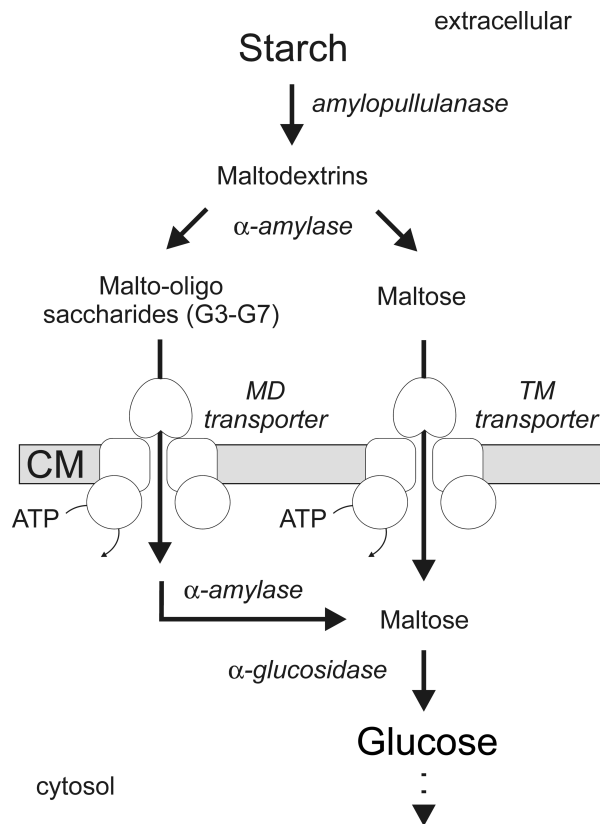 extracellular
Starch
amylopullulanase
Maltodextrins
α-amylase
Malto-oligo
saccharides (G3-G7)
Maltose
MD
transporter
TM
transporter
CM
ATP
ATP
α-amylase
Maltose
α-glucosidase
Glucose
cytosol